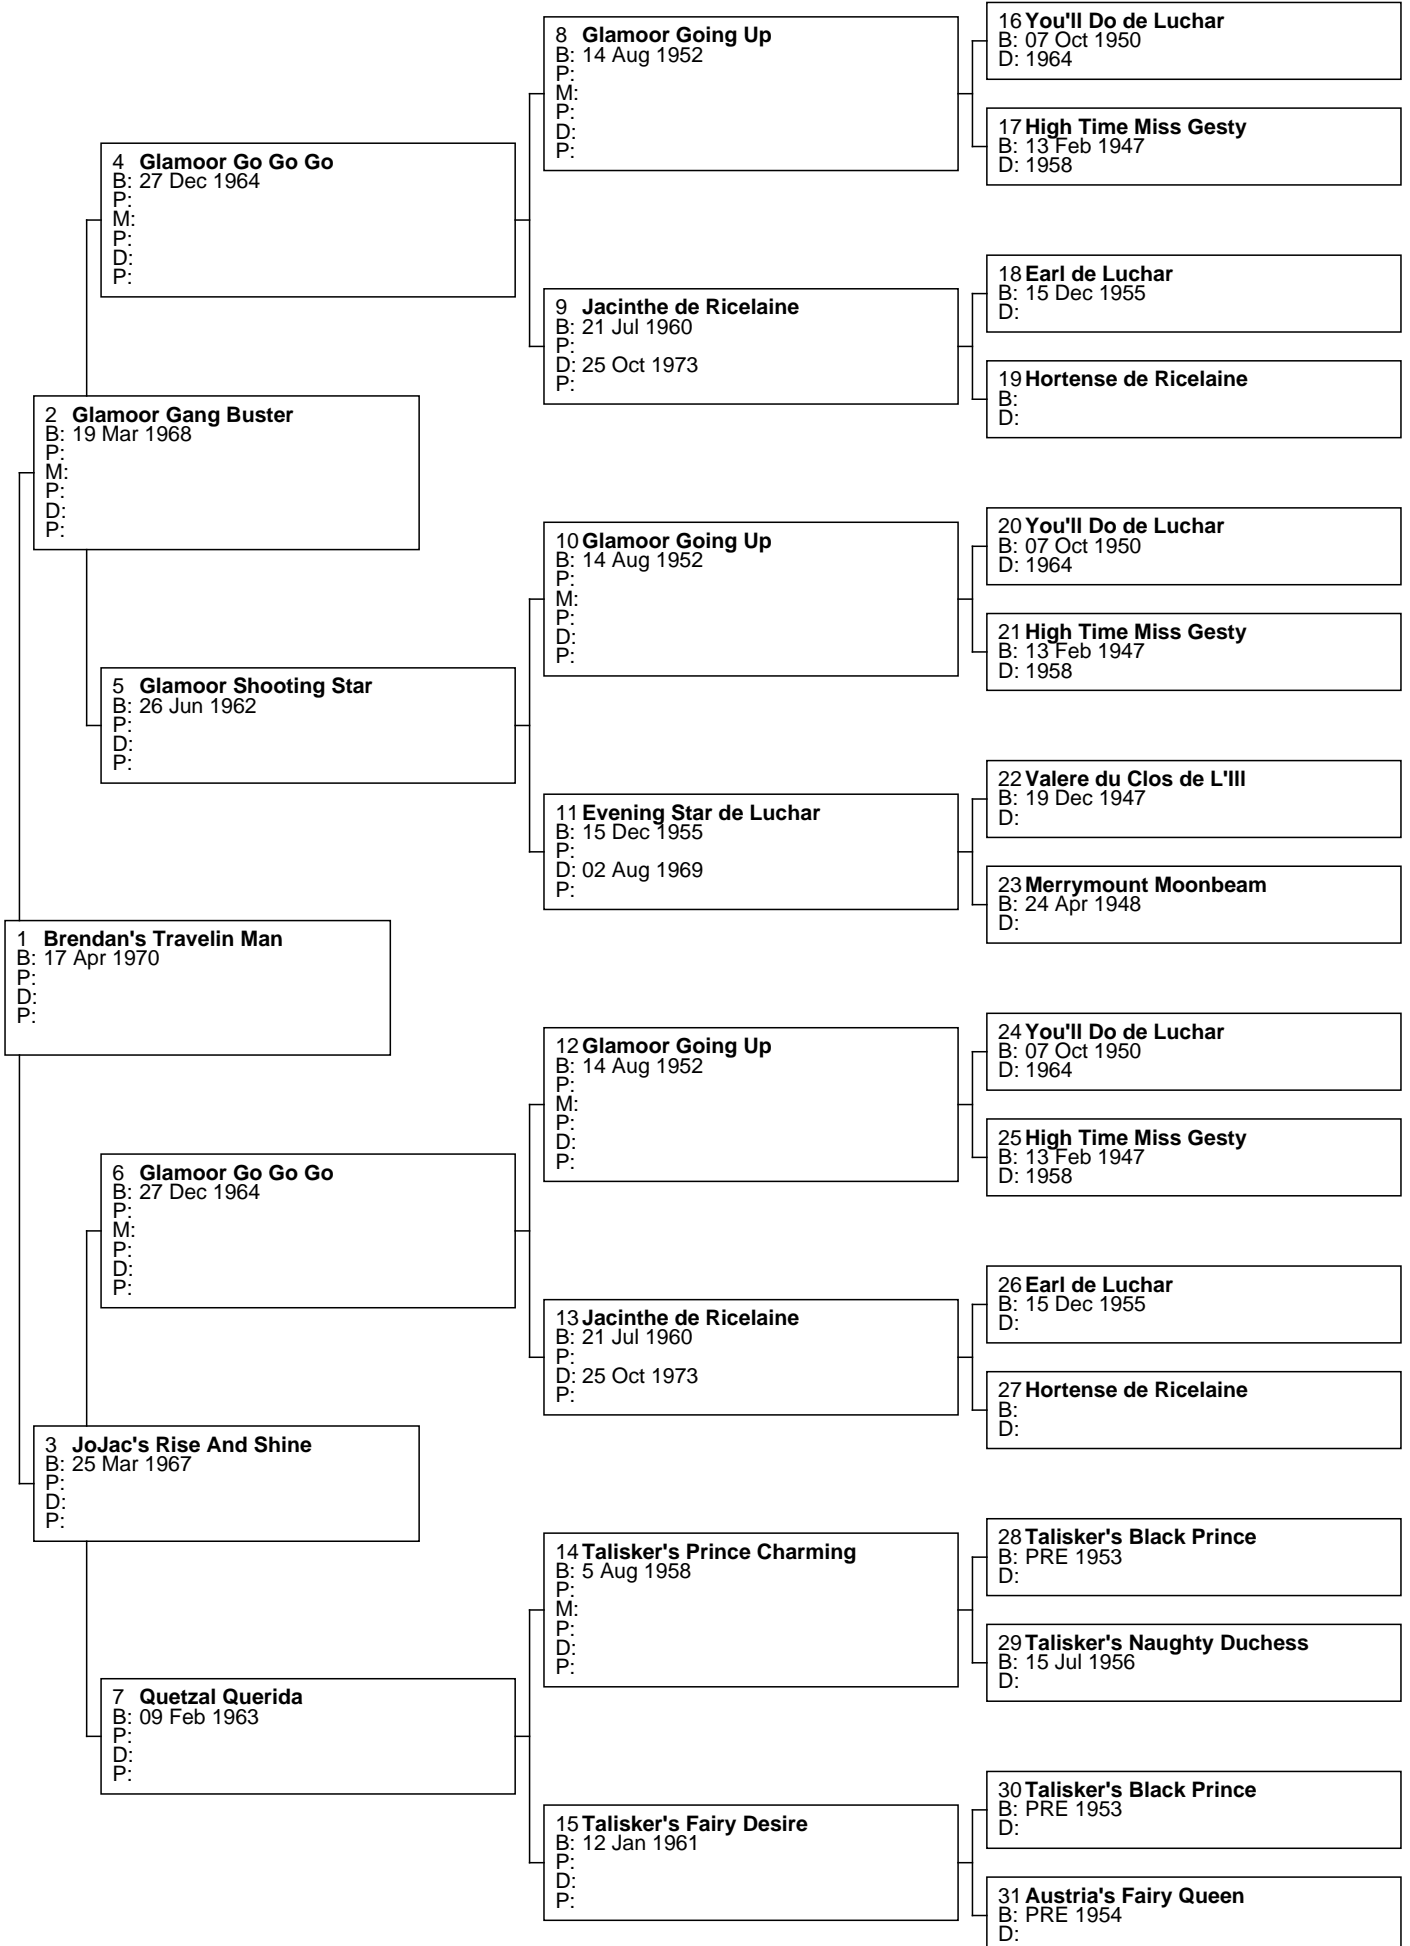 8 Glamoor Going Up
B: 14 Aug 1952
P:
M:
P:
D:
P:
16 You'll Do de Luchar
B: 07 Oct 1950
D: 1964
17 High Time Miss Gesty
B: 13 Feb 1947
D: 1958
4 Glamoor Go Go Go
B: 27 Dec 1964
P:
M:
P:
D:
P:
9 Jacinthe de Ricelaine
B: 21 Jul 1960
P:
D: 25 Oct 1973
P:
18 Earl de Luchar
B: 15 Dec 1955
D:
19 Hortense de Ricelaine
B:
D:
2 Glamoor Gang Buster
B: 19 Mar 1968
P:
M:
P:
D:
P:
10 Glamoor Going Up
B: 14 Aug 1952
P:
M:
P:
D:
P:
20 You'll Do de Luchar
B: 07 Oct 1950
D: 1964
21 High Time Miss Gesty
B: 13 Feb 1947
D: 1958
5 Glamoor Shooting Star
B: 26 Jun 1962
P:
D:
P:
11 Evening Star de Luchar
B: 15 Dec 1955
P:
D: 02 Aug 1969
P:
22 Valere du Clos de L'Ill
B: 19 Dec 1947
D:
23 Merrymount Moonbeam
B: 24 Apr 1948
D:
1 Brendan's Travelin Man
B: 17 Apr 1970
P:
D:
P:
12 Glamoor Going Up
B: 14 Aug 1952
P:
M:
P:
D:
P:
24 You'll Do de Luchar
B: 07 Oct 1950
D: 1964
25 High Time Miss Gesty
B: 13 Feb 1947
D: 1958
6 Glamoor Go Go Go
B: 27 Dec 1964
P:
M:
P:
D:
P:
13 Jacinthe de Ricelaine
B: 21 Jul 1960
P:
D: 25 Oct 1973
P:
26 Earl de Luchar
B: 15 Dec 1955
D:
27 Hortense de Ricelaine
B:
D:
3 JoJac's Rise And Shine
B: 25 Mar 1967
P:
D:
P:
14 Talisker's Prince Charming
B: 5 Aug 1958
P:
M:
P:
D:
P:
28 Talisker's Black Prince
B: PRE 1953
D:
29 Talisker's Naughty Duchess
B: 15 Jul 1956
D:
7 Quetzal Querida
B: 09 Feb 1963
P:
D:
P:
15 Talisker's Fairy Desire
B: 12 Jan 1961
P:
D:
P:
30 Talisker's Black Prince
B: PRE 1953
D:
31 Austria's Fairy Queen
B: PRE 1954
D: